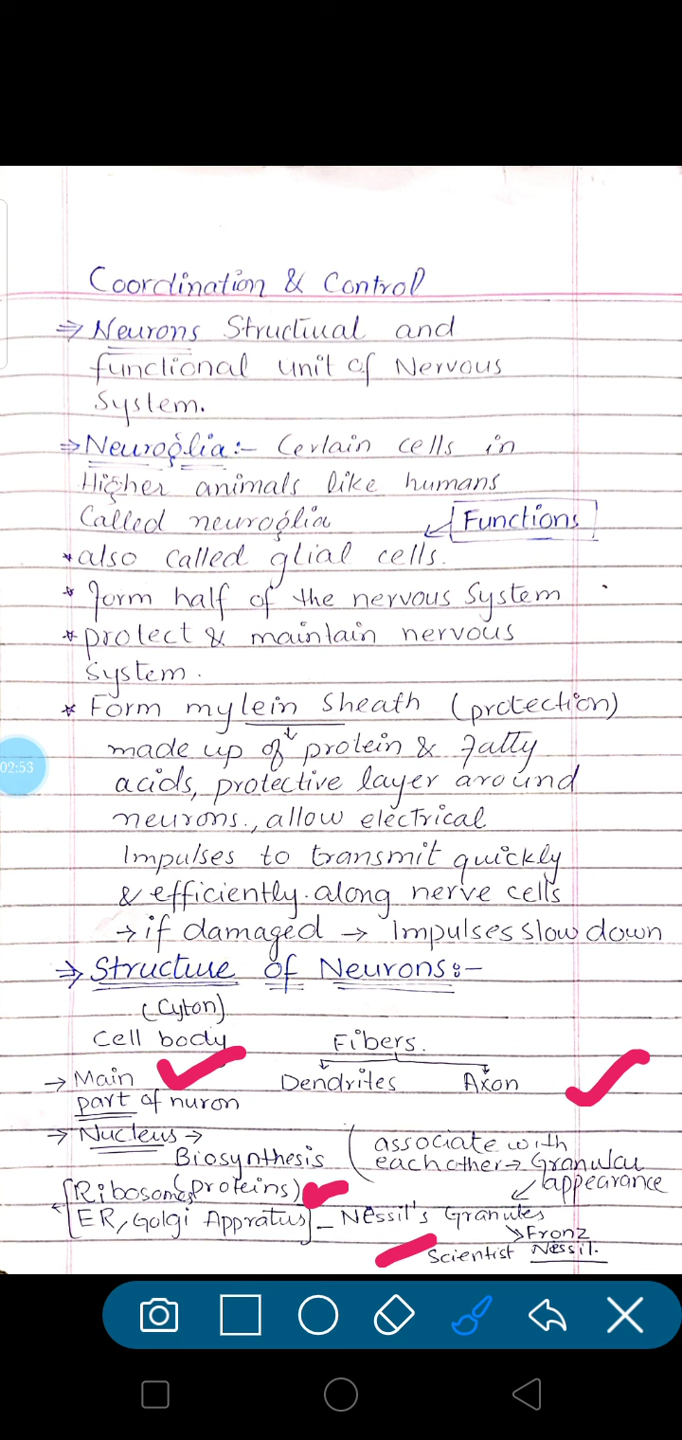 Coordination & Control
⇒ Neurons Structual and
functional unit of Nervous
System.
⇒ Neuroglia:- Certain cells in
Higher animals like humans
Called neuroglia
Functions
* also called glial cells.
* form half of the nervous System
* protect & maintain nervous
System.
* Form mylein Sheath (protection)
made up of protein & fatty
acids, protective layer around
neurons., allow electrical
Impulses to transmit quickly
& efficiently along nerve cells
→ if damaged → Impulses slow down
⇒ Structure of Neurons:-
(Cyton)
Cell body
Fibers.
→ Main
part of nuron
Dendrites Axon
→ Nucleus →
Biosynthesis
(proteins)
associate with
each other → Granular
appearance
[Ribosomes
ER, Golgi Appratus] - Nessil's Granules
Fronz
Scientist Nessil.
02:53